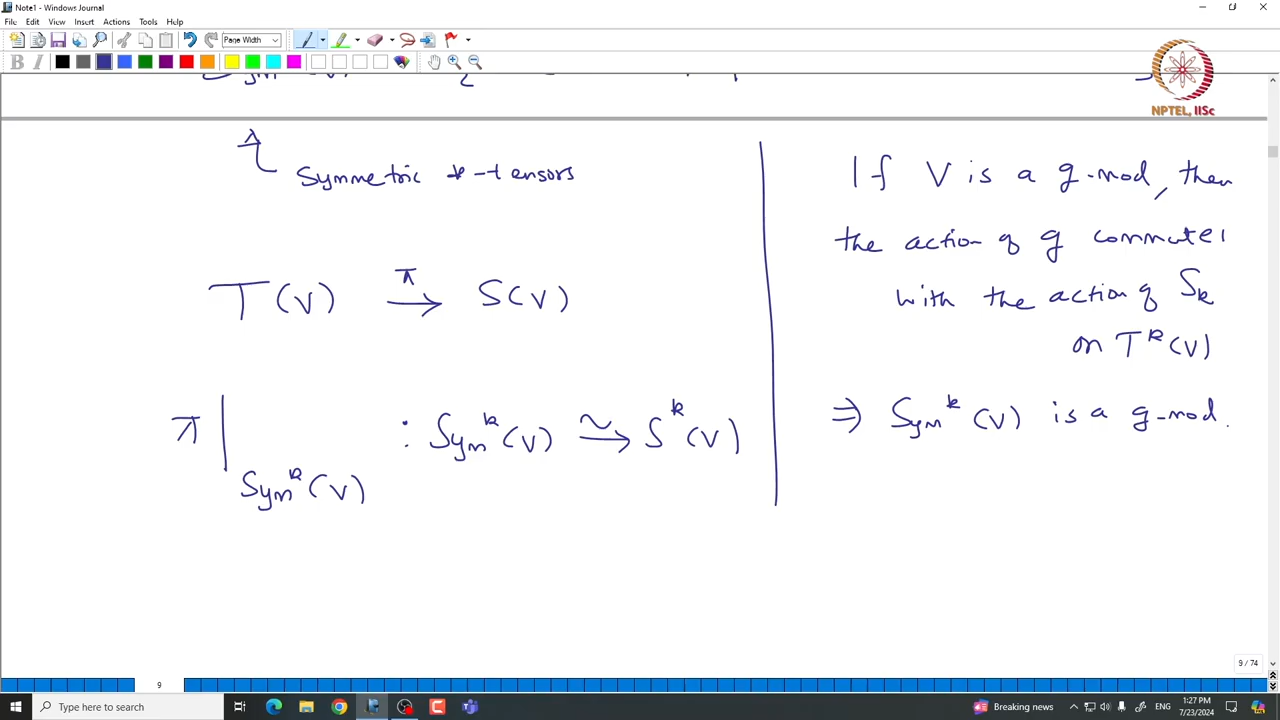 Note1 - Windows Journal
File Edit View Insert Actions Tools Help
Page Width
NPTEL, IISc
Symmetric k-tensors
T(V) π→ S(V)
π|Sym^k(V) : Sym^k(V) ⥲ S^k(V)
If V is a g-mod, then
the action of g commutes
with the action of S_k
on T^k(V)
⇒ Sym^k(V) is a g-mod.
9 / 74
9
Type here to search
Breaking news
ENG
1:27 PM
7/23/2024